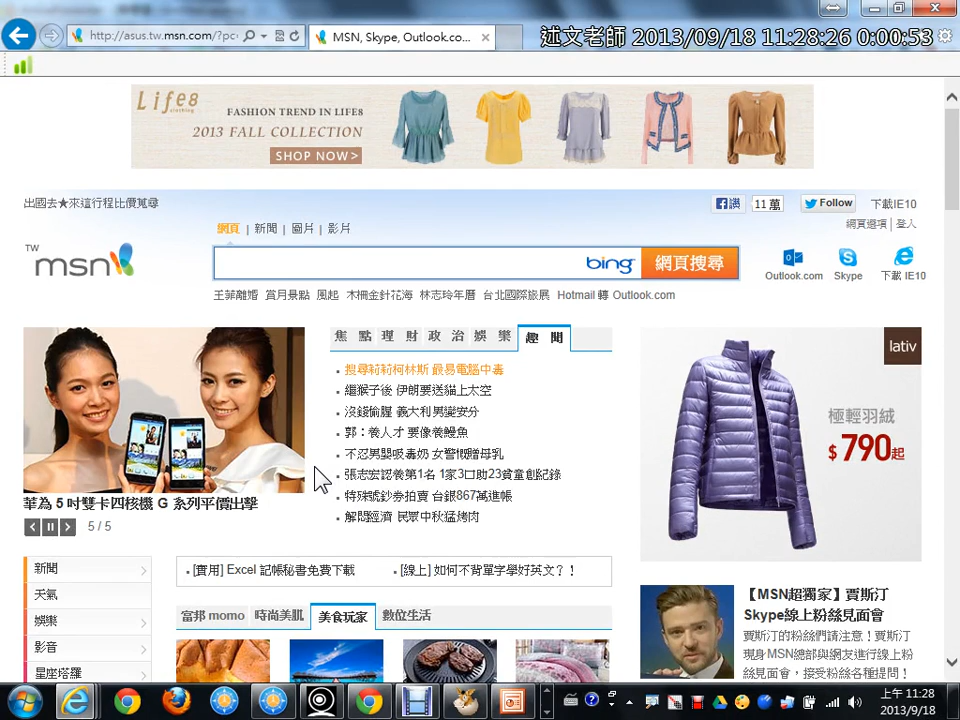 http://asus.tw.msn.com/?pc=
MSN, Skype, Outlook.co...
述文老師 2013/09/18 11:28:26 0:00:53
Life8
clothing
FASHION TREND IN LIFE8
2013 FALL COLLECTION
SHOP NOW>
出國去★來這行程比價蒐尋
讚 11 萬 Follow 下載IE10
網頁選項 | 登入
網頁 | 新聞 | 圖片 | 影片
TW
msn
bing 網頁搜尋
Outlook.com Skype 下載 IE10
王菲離婚 賞月景點 風起 木柵金針花海 林志玲年曆 台北國際旅展 Hotmail 轉 Outlook.com
焦點 理財 政治 娛樂 趣聞
搜尋莉莉柯林斯 最易電腦中毒
繼猴子後 伊朗要送貓上太空
沒錢偷腥 義大利男變安分
郭：養人才 要像養鰻魚
不忍男嬰吸毒奶 女警慨贈母乳
張志宏認養第1名 1家3口助23貧童創紀錄
特殊號鈔券拍賣 台銀867萬進帳
解悶經濟 民眾中秋猛烤肉
華為 5 吋雙卡四核機 G 系列平價出擊
5 / 5
lativ
極輕羽絨
$790起
新聞
天氣
娛樂
影音
星座塔羅
[實用] Excel 記帳秘書免費下載
[線上] 如何不背單字學好英文？！
富邦 momo 時尚美肌 美食玩家 數位生活
【MSN超獨家】賈斯汀
Skype線上粉絲見面會
賈斯汀的粉絲們請注意！賈斯汀
現身MSN總部與網友進行線上粉
絲見面會，接受粉絲各種提問！
上午 11:28
2013/9/18